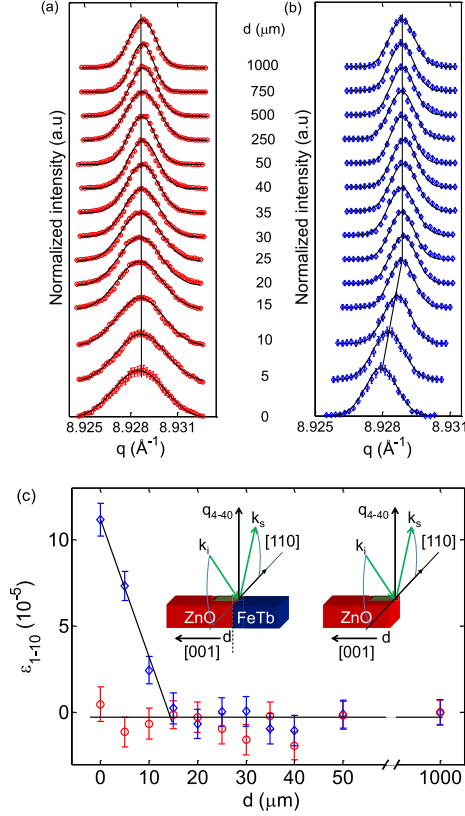 (a)
d (μm)
(b)
Normalized intensity (a.u)
Normalized intensity (a.u)
1000
750
500
250
50
40
35
30
25
20
15
10
5
0
8.925 8.928 8.931
q (Å⁻¹)
8.925 8.928 8.931
q (Å⁻¹)
(c)
ε₁₋₁₀ (10⁻⁵)
10
5
0
q₄₋₄₀
kₛ
[110]
kᵢ
ZnO
FeTb
d
[001]
q₄₋₄₀
kₛ
[110]
kᵢ
ZnO
d
[001]
0 10 20 30 40 50 1000
d (μm)